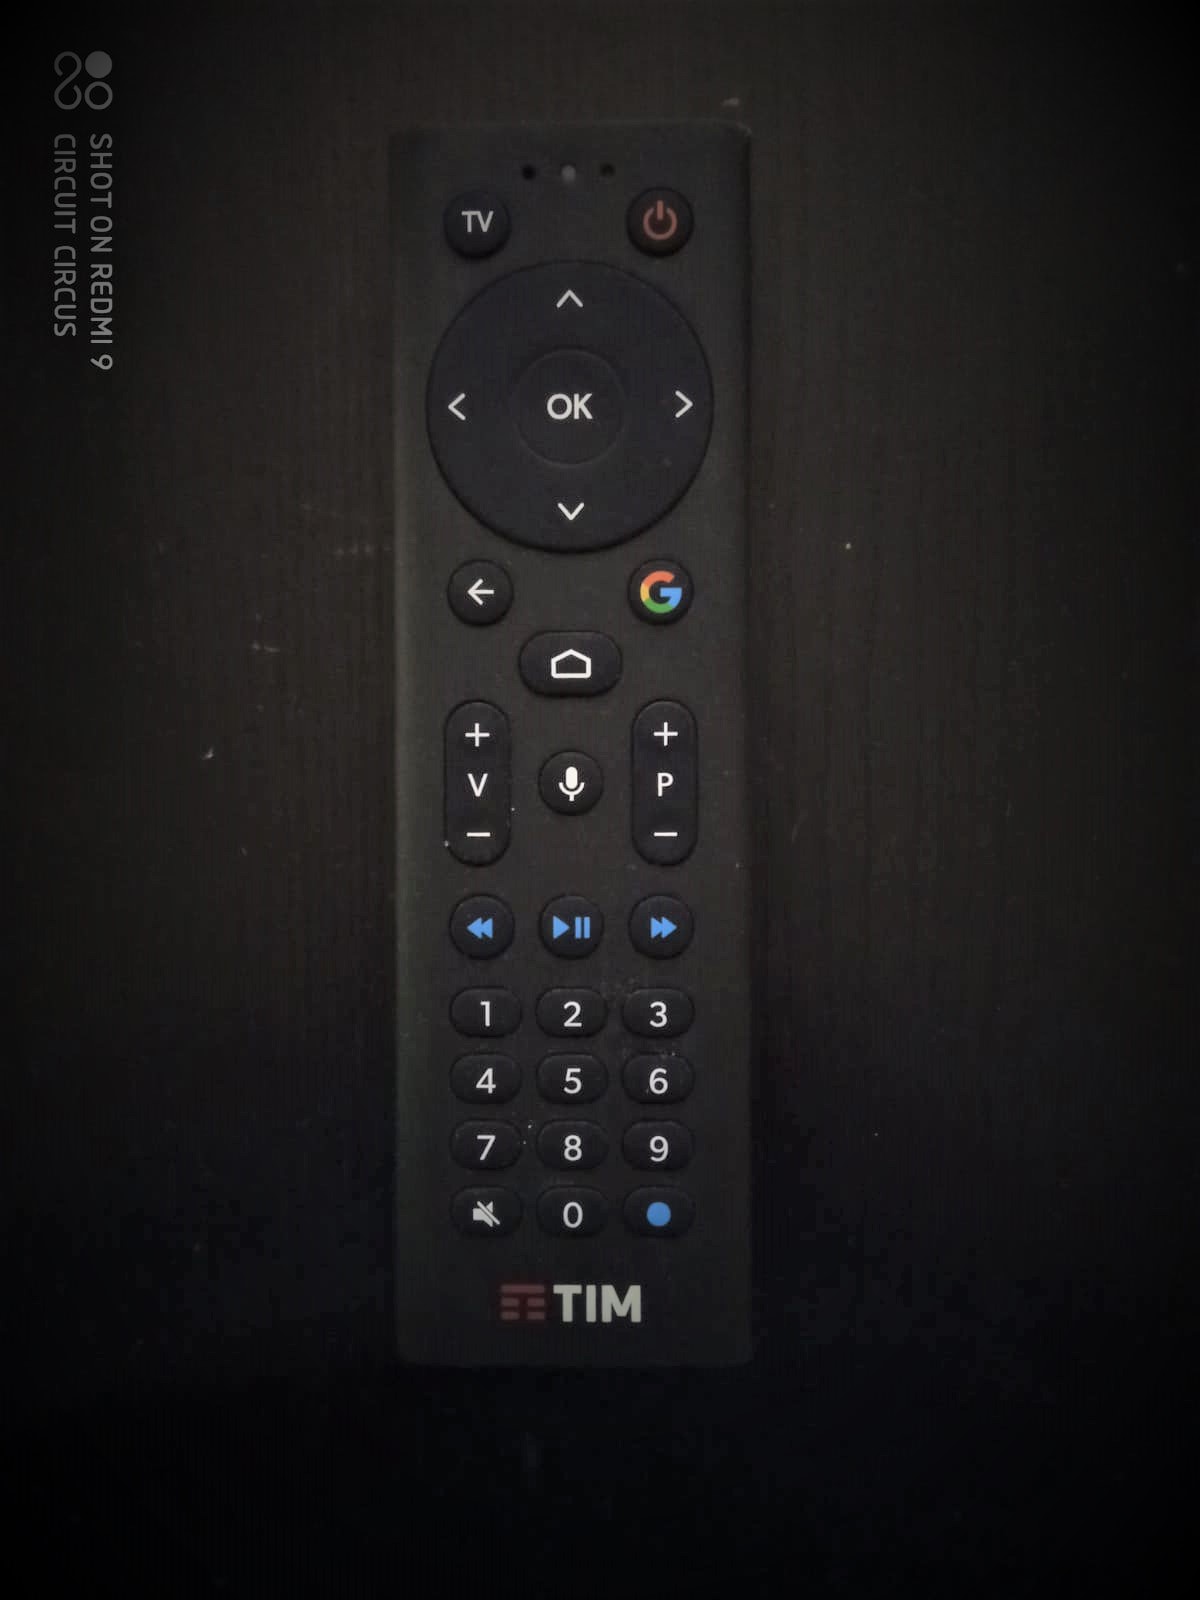 SHOT ON REDMI 9
CIRCUIT CIRCUS
TV
OK
G
+ +
V P
− −
1 2 3
4 5 6
7 8 9
0
TIM